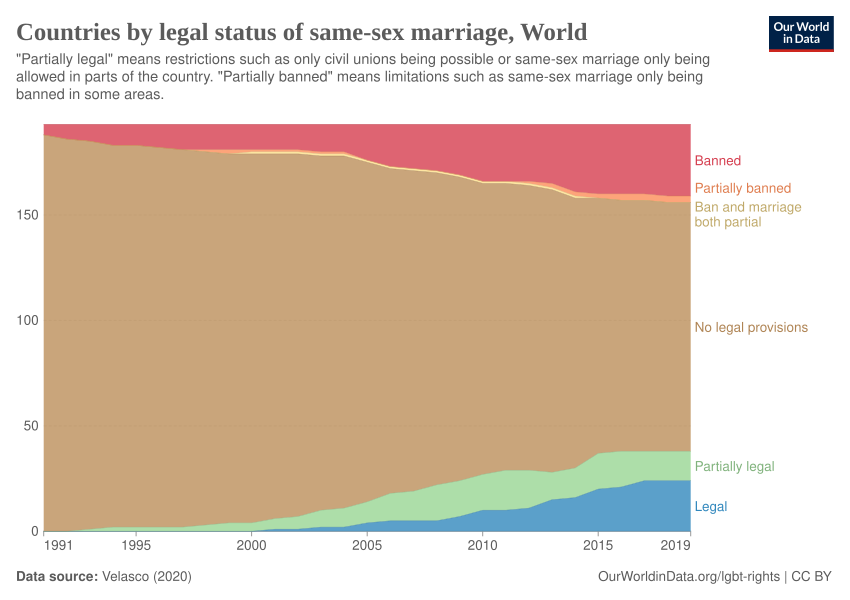 Countries by legal status of same-sex marriage, World
Our World
in Data
"Partially legal" means restrictions such as only civil unions being possible or same-sex marriage only being
allowed in parts of the country. "Partially banned" means limitations such as same-sex marriage only being
banned in some areas.
Banned
Partially banned
Ban and marriage
both partial
150
No legal provisions
100
50
Partially legal
Legal
0
1991
1995
2000
2005
2010
2015
2019
Data source: Velasco (2020)
OurWorldinData.org/lgbt-rights | CC BY